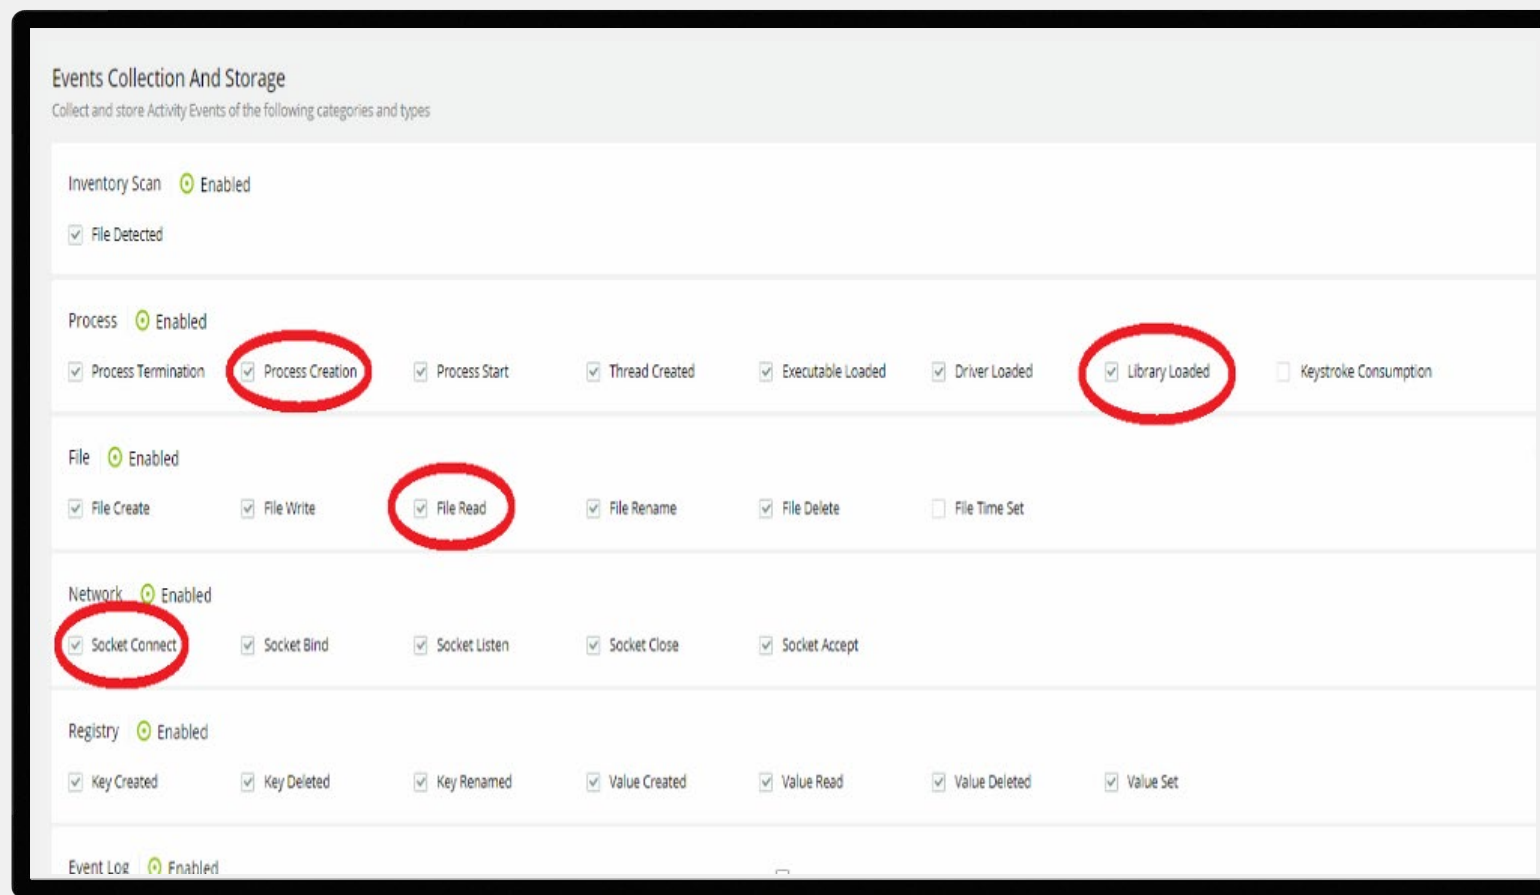 Events Collection And Storage
Collect and store Activity Events of the following categories and types
Inventory Scan Enabled
File Detected
Process Enabled
Process Termination Process Creation Process Start Thread Created Executable Loaded Driver Loaded Library Loaded Keystroke Consumption
File Enabled
File Create File Write File Read File Rename File Delete File Time Set
Network Enabled
Socket Connect Socket Bind Socket Listen Socket Close Socket Accept
Registry Enabled
Key Created Key Deleted Key Renamed Value Created Value Read Value Deleted Value Set
Event Log Enabled